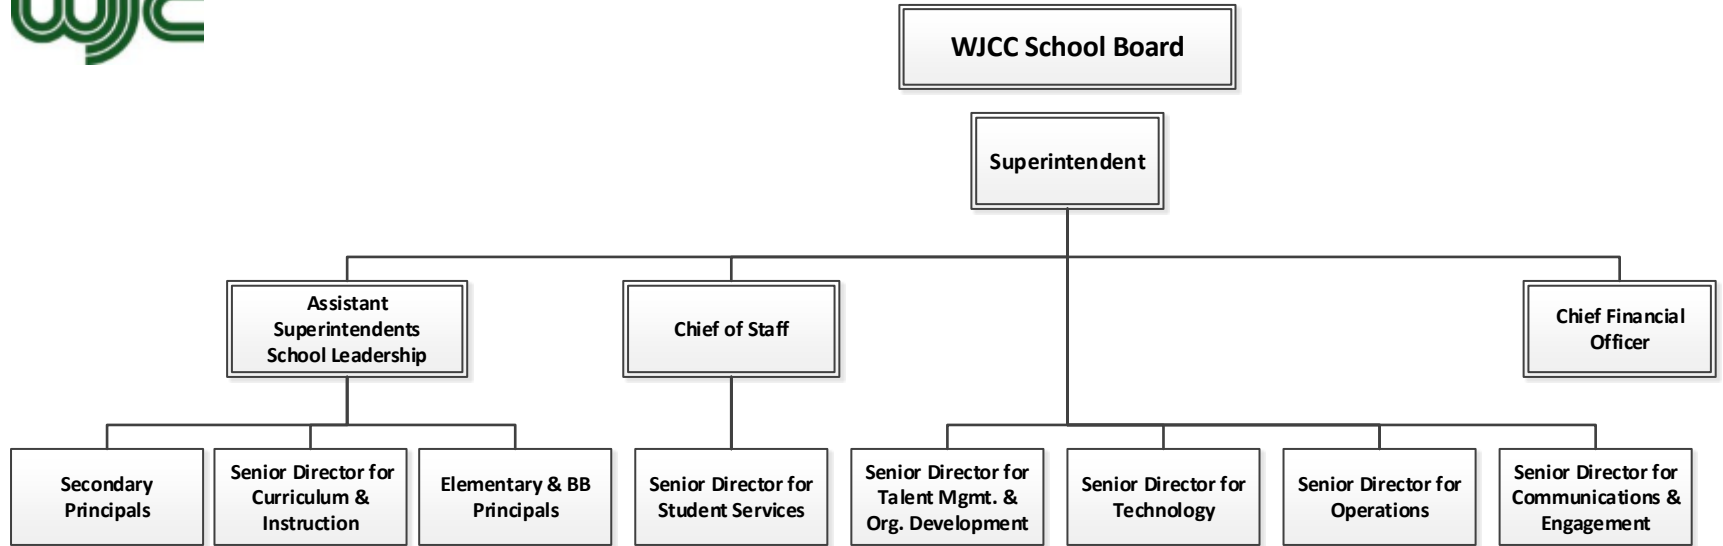 wjc
WJCC School Board
Superintendent
Assistant
Superintendents
School Leadership
Chief of Staff
Chief Financial
Officer
Secondary
Principals
Senior Director for
Curriculum &
Instruction
Elementary & BB
Principals
Senior Director for
Student Services
Senior Director for
Talent Mgmt. &
Org. Development
Senior Director for
Technology
Senior Director for
Operations
Senior Director for
Communications &
Engagement